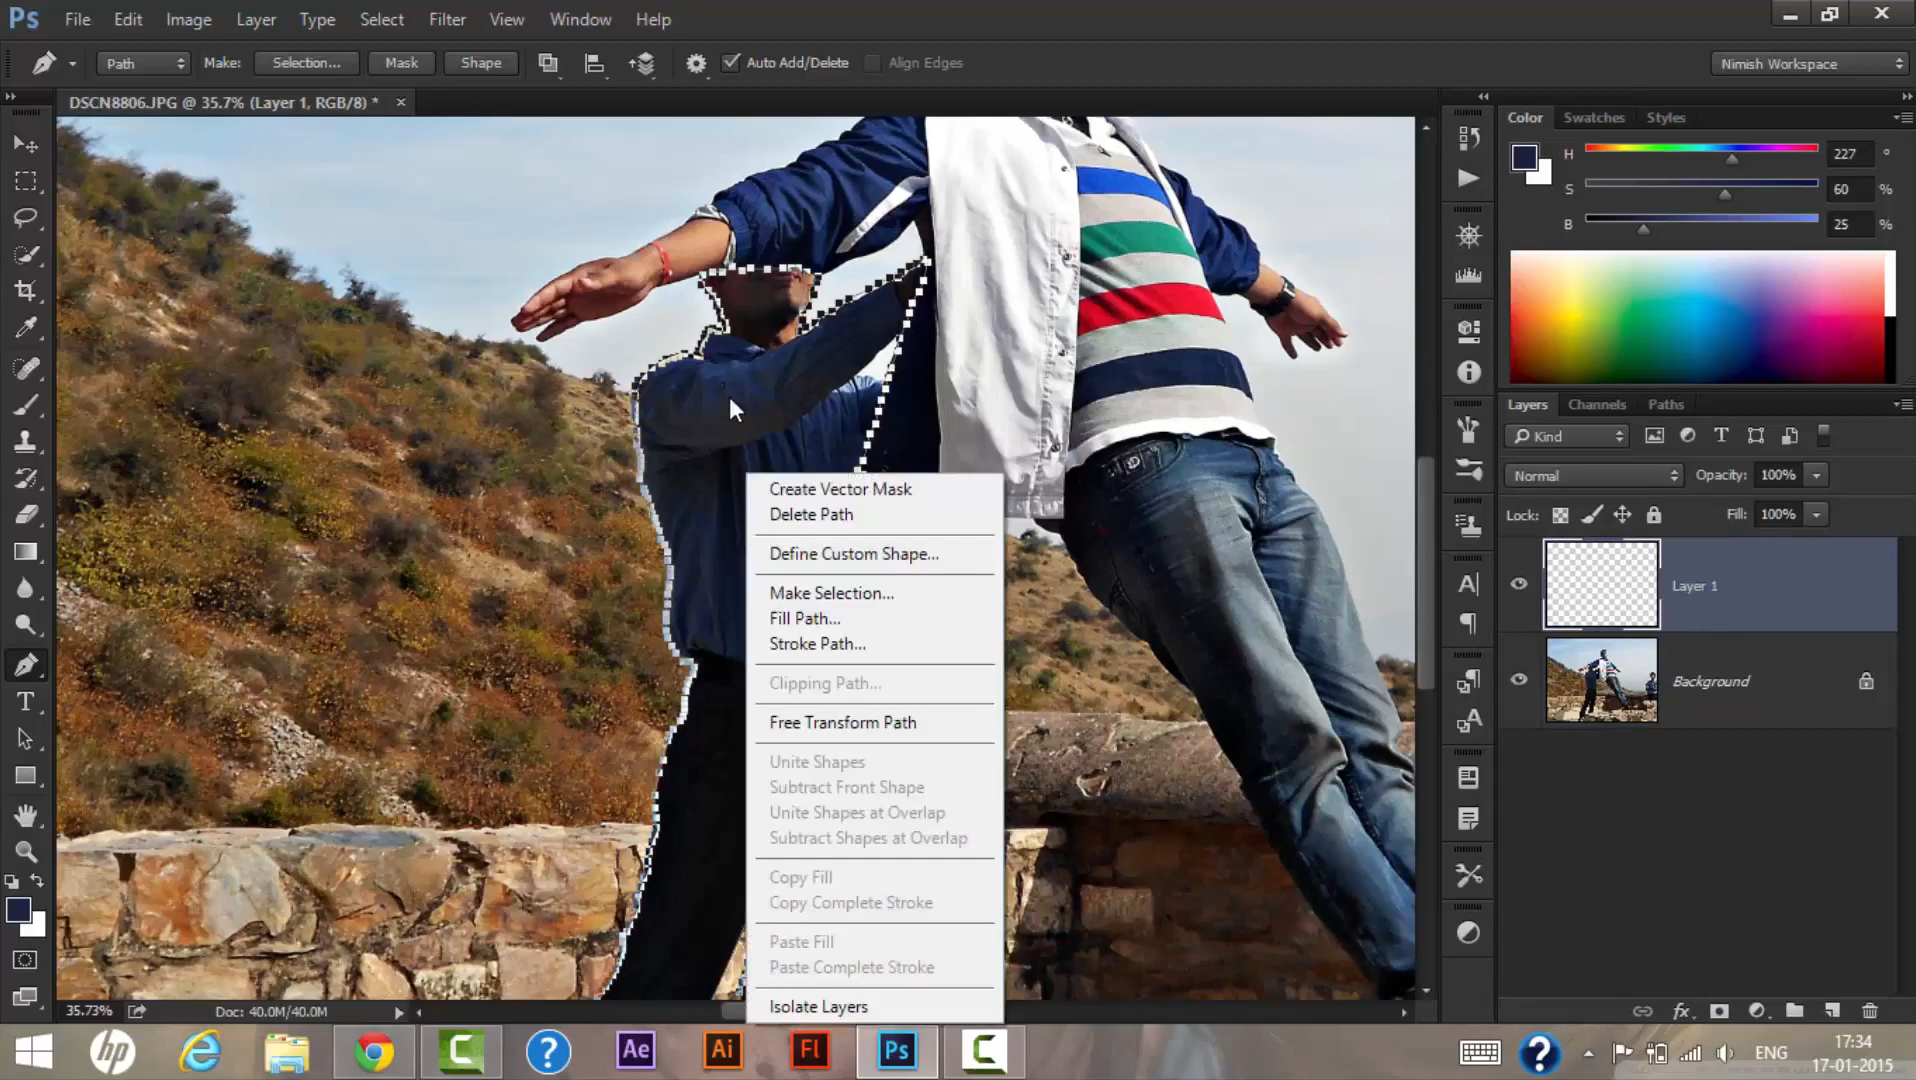 Ps File Edit Image Layer Type Select Filter View Window Help
Path Make: Selection... Mask Shape Auto Add/Delete Align Edges Nimish Workspace
DSCN8806.JPG @ 35.7% (Layer 1, RGB/8) * ×
Color Swatches Styles
H 227 °
S 60 %
B 25 %
Layers Channels Paths
Kind
Normal Opacity: 100%
Lock: Fill: 100%
Layer 1
Background
Create Vector Mask
Delete Path
Define Custom Shape...
Make Selection...
Fill Path...
Stroke Path...
Clipping Path...
Free Transform Path
Unite Shapes
Subtract Front Shape
Unite Shapes at Overlap
Subtract Shapes at Overlap
Copy Fill
Copy Complete Stroke
Paste Fill
Paste Complete Stroke
Isolate Layers
35.73% Doc: 40.0M/40.0M
hp Ae Ai Fl Ps ENG 17:34
17-01-2015